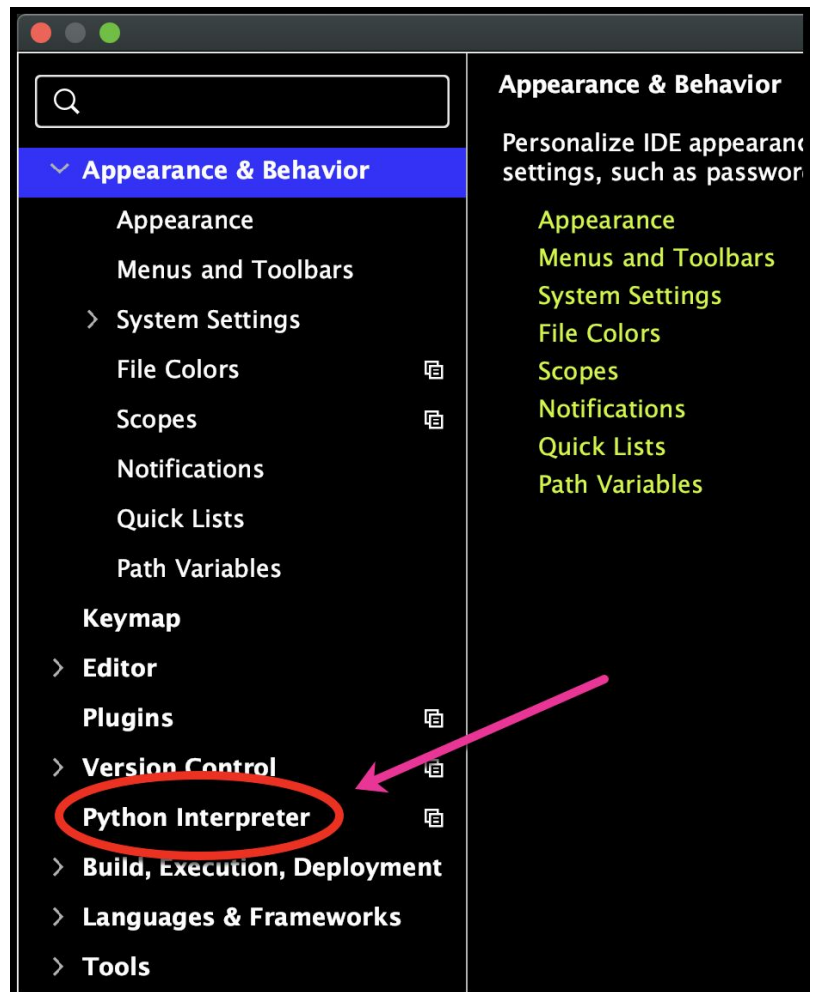 Appearance & Behavior
Appearance
Menus and Toolbars
System Settings
File Colors
Scopes
Notifications
Quick Lists
Path Variables
Keymap
Editor
Plugins
Version Control
Python Interpreter
Build, Execution, Deployment
Languages & Frameworks
Tools
Appearance & Behavior
Personalize IDE appearanc
settings, such as passwor
Appearance
Menus and Toolbars
System Settings
File Colors
Scopes
Notifications
Quick Lists
Path Variables